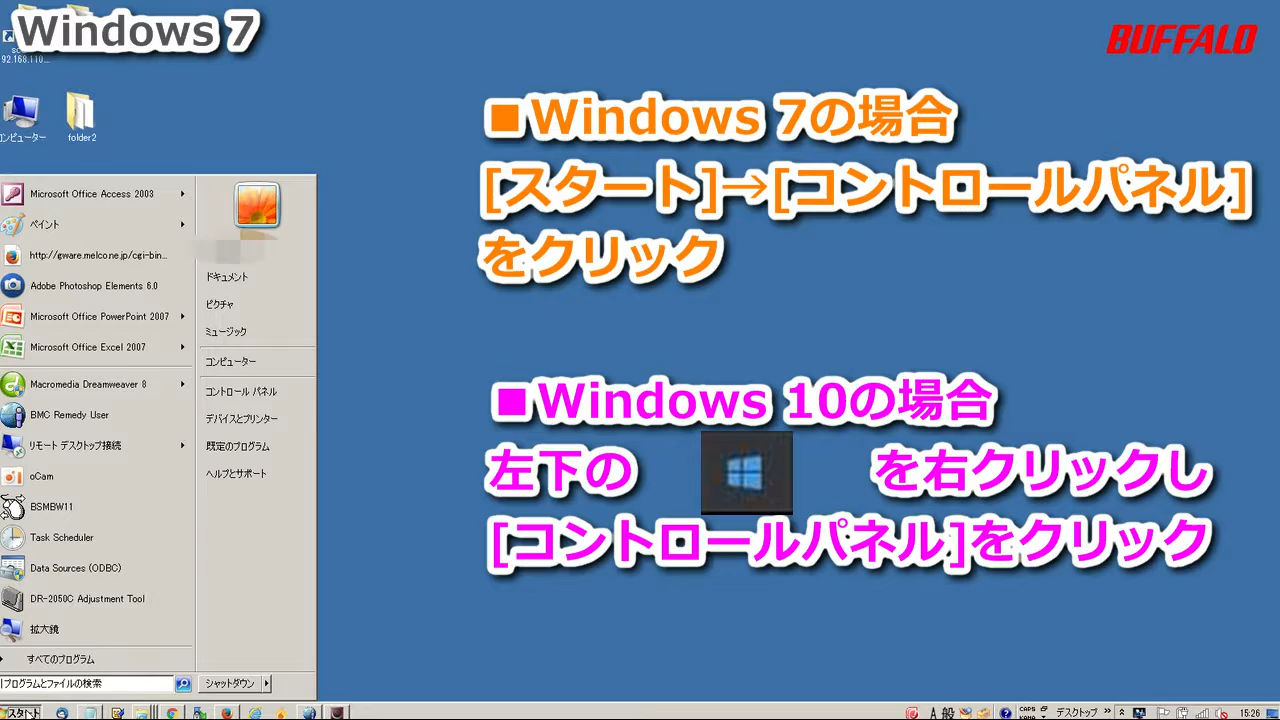 Windows 7
BUFFALO
92.168.110...
コンピューター
folder2
■Windows 7の場合
[スタート]→[コントロールパネル]
をクリック
■Windows 10の場合
左下の を右クリックし
[コントロールパネル]をクリック
Microsoft Office Access 2003
ペイント
http://gware.melco.ne.jp/cgi-bin...
Adobe Photoshop Elements 6.0
Microsoft Office PowerPoint 2007
Microsoft Office Excel 2007
Macromedia Dreamweaver 8
BMC Remedy User
リモート デスクトップ接続
oCam
BSMBW11
Task Scheduler
Data Sources (ODBC)
DR-2050C Adjustment Tool
拡大鏡
すべてのプログラム
プログラムとファイルの検索
ドキュメント
ピクチャ
ミュージック
コンピューター
コントロール パネル
デバイスとプリンター
既定のプログラム
ヘルプとサポート
シャットダウン
スタート
A 般
CAPS
KANA
デスクトップ
15:26